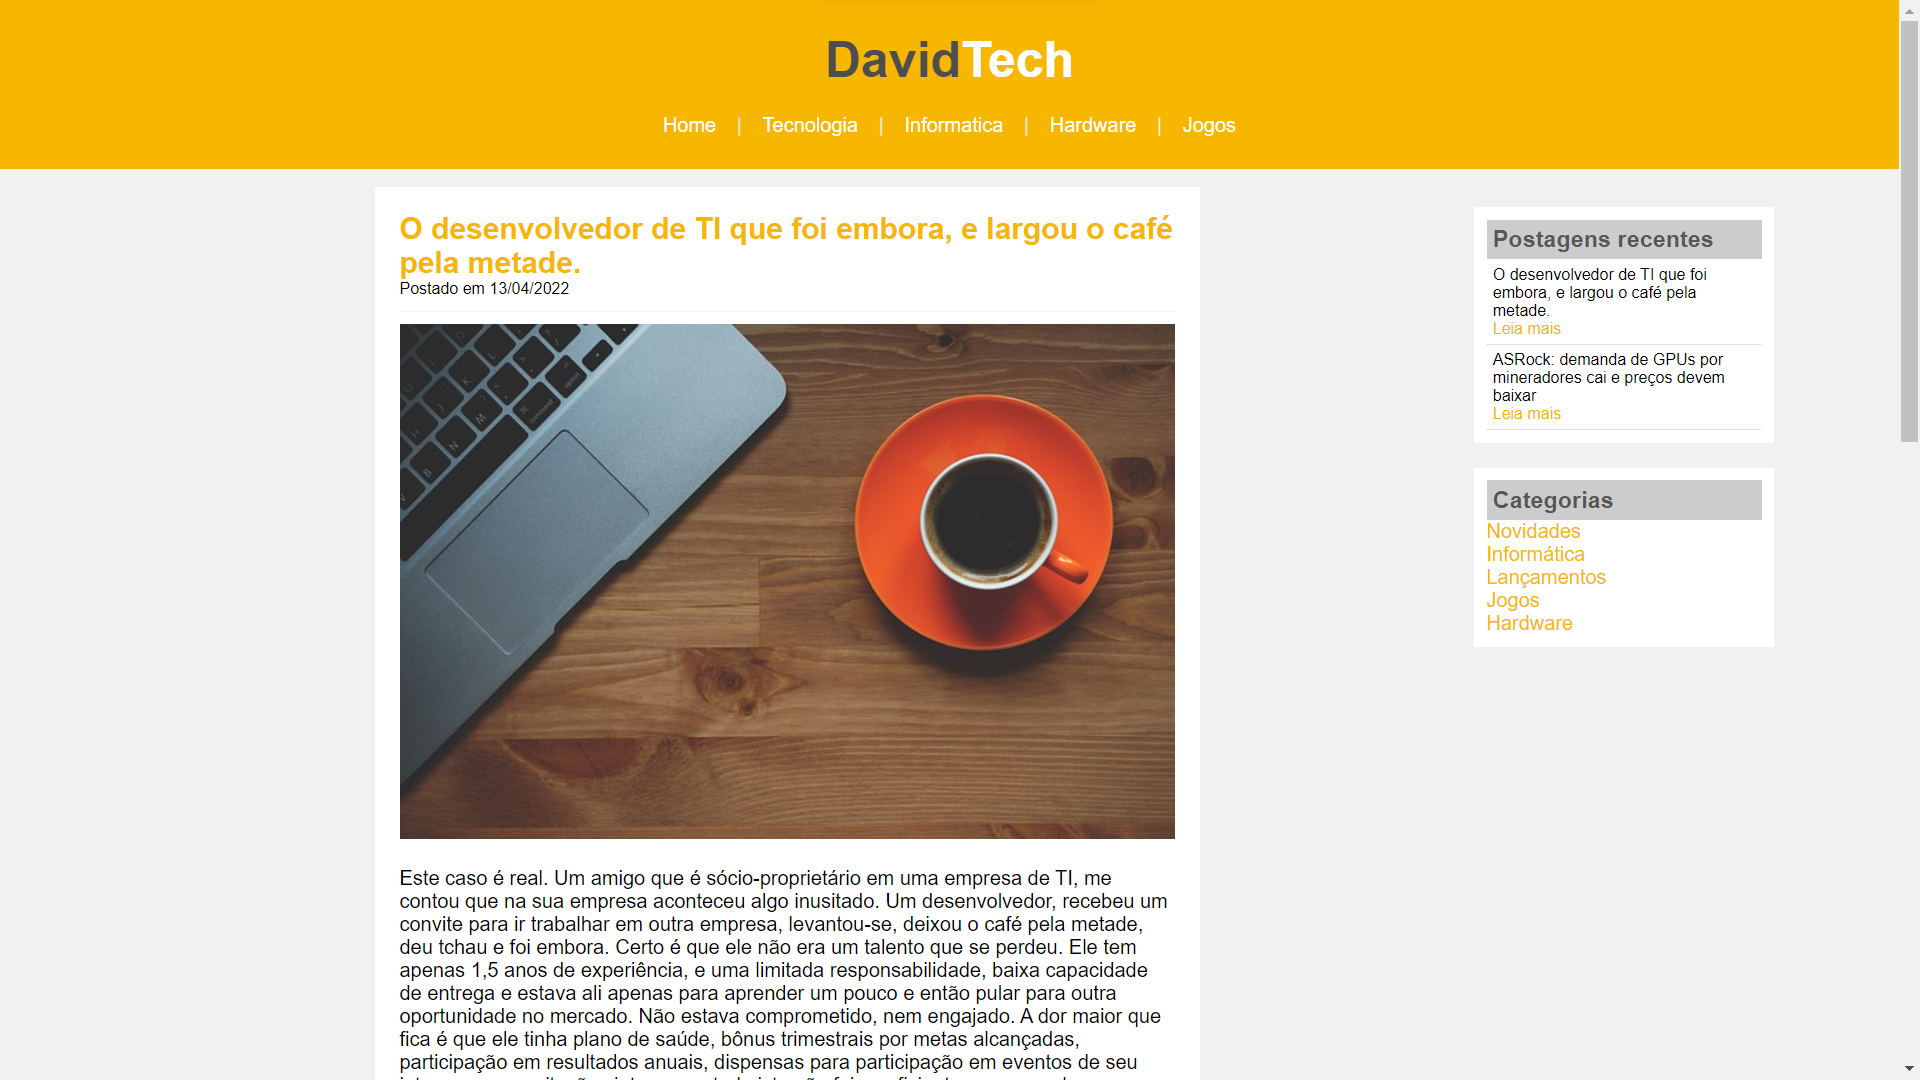 DavidTech
Home | Tecnologia | Informatica | Hardware | Jogos
O desenvolvedor de TI que foi embora, e largou o café
pela metade.
Postado em 13/04/2022
Este caso é real. Um amigo que é sócio-proprietário em uma empresa de TI, me
contou que na sua empresa aconteceu algo inusitado. Um desenvolvedor, recebeu um
convite para ir trabalhar em outra empresa, levantou-se, deixou o café pela metade,
deu tchau e foi embora. Certo é que ele não era um talento que se perdeu. Ele tem
apenas 1,5 anos de experiência, e uma limitada responsabilidade, baixa capacidade
de entrega e estava ali apenas para aprender um pouco e então pular para outra
oportunidade no mercado. Não estava comprometido, nem engajado. A dor maior que
fica é que ele tinha plano de saúde, bônus trimestrais por metas alcançadas,
participação em resultados anuais, dispensas para participação em eventos de seu
Postagens recentes
O desenvolvedor de TI que foi
embora, e largou o café pela
metade.
Leia mais
ASRock: demanda de GPUs por
mineradores cai e preços devem
baixar
Leia mais
Categorias
Novidades
Informática
Lançamentos
Jogos
Hardware